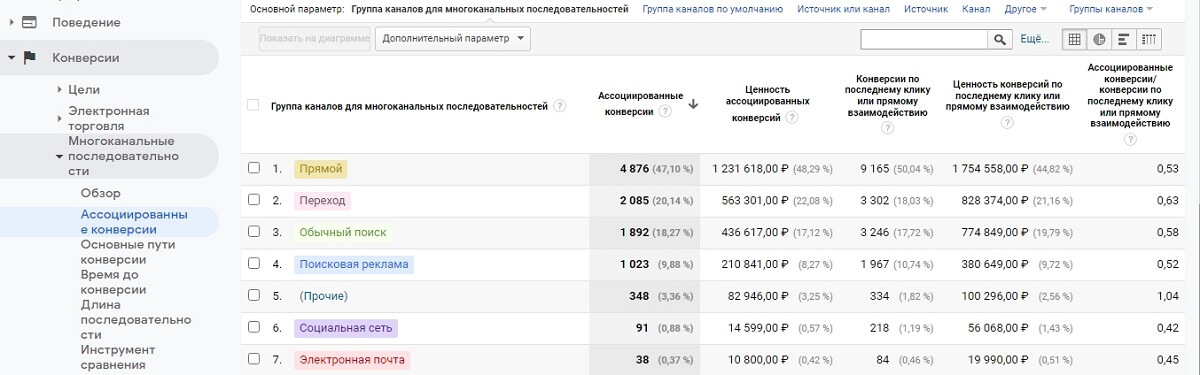 Основной параметр: Группа каналов для многоканальных последовательностей Группа каналов по умолчанию Источник или канал Источник Канал Другое Группы каналов
Поведение
Показать на диаграмме Дополнительный параметр Ещё...
Конверсии
Цели
Электронная
торговля
Многоканальные
последовательно
сти
Обзор
Ассоциированны
е конверсии
Основные пути
конверсии
Время до
конверсии
Длина
последовательно
сти
Инструмент
сравнения
Группа каналов для многоканальных последовательностей ?
Ассоциированные
конверсии ?
Ценность
ассоциированных
конверсий ?
Конверсии по
последнему клику
или прямому
взаимодействию
?
Ценность конверсий по
последнему клику или
прямому взаимодействию
?
Ассоциированные
конверсии/
конверсии по
последнему клику
или прямого
взаимодействия
?
1. Прямой 4 876 (47,10 %) 1 231 618,00 ₽ (48,29 %) 9 165 (50,04 %) 1 754 558,00 ₽ (44,82 %) 0,53
2. Переход 2 085 (20,14 %) 563 301,00 ₽ (22,08 %) 3 302 (18,03 %) 828 374,00 ₽ (21,16 %) 0,63
3. Обычный поиск 1 892 (18,27 %) 436 617,00 ₽ (17,12 %) 3 246 (17,72 %) 774 849,00 ₽ (19,79 %) 0,58
4. Поисковая реклама 1 023 (9,88 %) 210 841,00 ₽ (8,27 %) 1 967 (10,74 %) 380 649,00 ₽ (9,72 %) 0,52
5. (Прочие) 348 (3,36 %) 82 946,00 ₽ (3,25 %) 334 (1,82 %) 100 296,00 ₽ (2,56 %) 1,04
6. Социальная сеть 91 (0,88 %) 14 599,00 ₽ (0,57 %) 218 (1,19 %) 56 068,00 ₽ (1,43 %) 0,42
7. Электронная почта 38 (0,37 %) 10 800,00 ₽ (0,42 %) 84 (0,46 %) 19 990,00 ₽ (0,51 %) 0,45